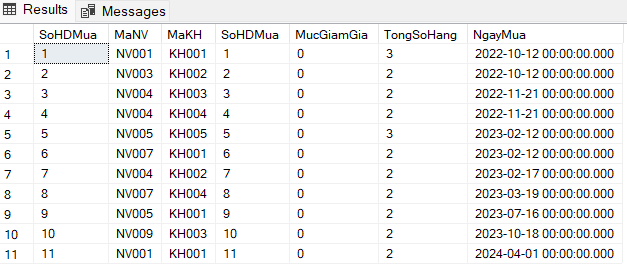 Results Messages
SoHDMua MaNV MaKH SoHDMua MucGiamGia TongSoHang NgayMua
1 1 NV001 KH001 1 0 3 2022-10-12 00:00:00.000
2 2 NV003 KH002 2 0 2 2022-10-12 00:00:00.000
3 3 NV004 KH003 3 0 2 2022-11-21 00:00:00.000
4 4 NV004 KH004 4 0 2 2022-11-21 00:00:00.000
5 5 NV005 KH005 5 0 3 2023-02-12 00:00:00.000
6 6 NV007 KH001 6 0 2 2023-02-12 00:00:00.000
7 7 NV004 KH002 7 0 2 2023-02-17 00:00:00.000
8 8 NV007 KH004 8 0 2 2023-03-19 00:00:00.000
9 9 NV005 KH001 9 0 2 2023-07-16 00:00:00.000
10 10 NV009 KH003 10 0 2 2023-10-18 00:00:00.000
11 11 NV001 KH001 11 0 2 2024-04-01 00:00:00.000